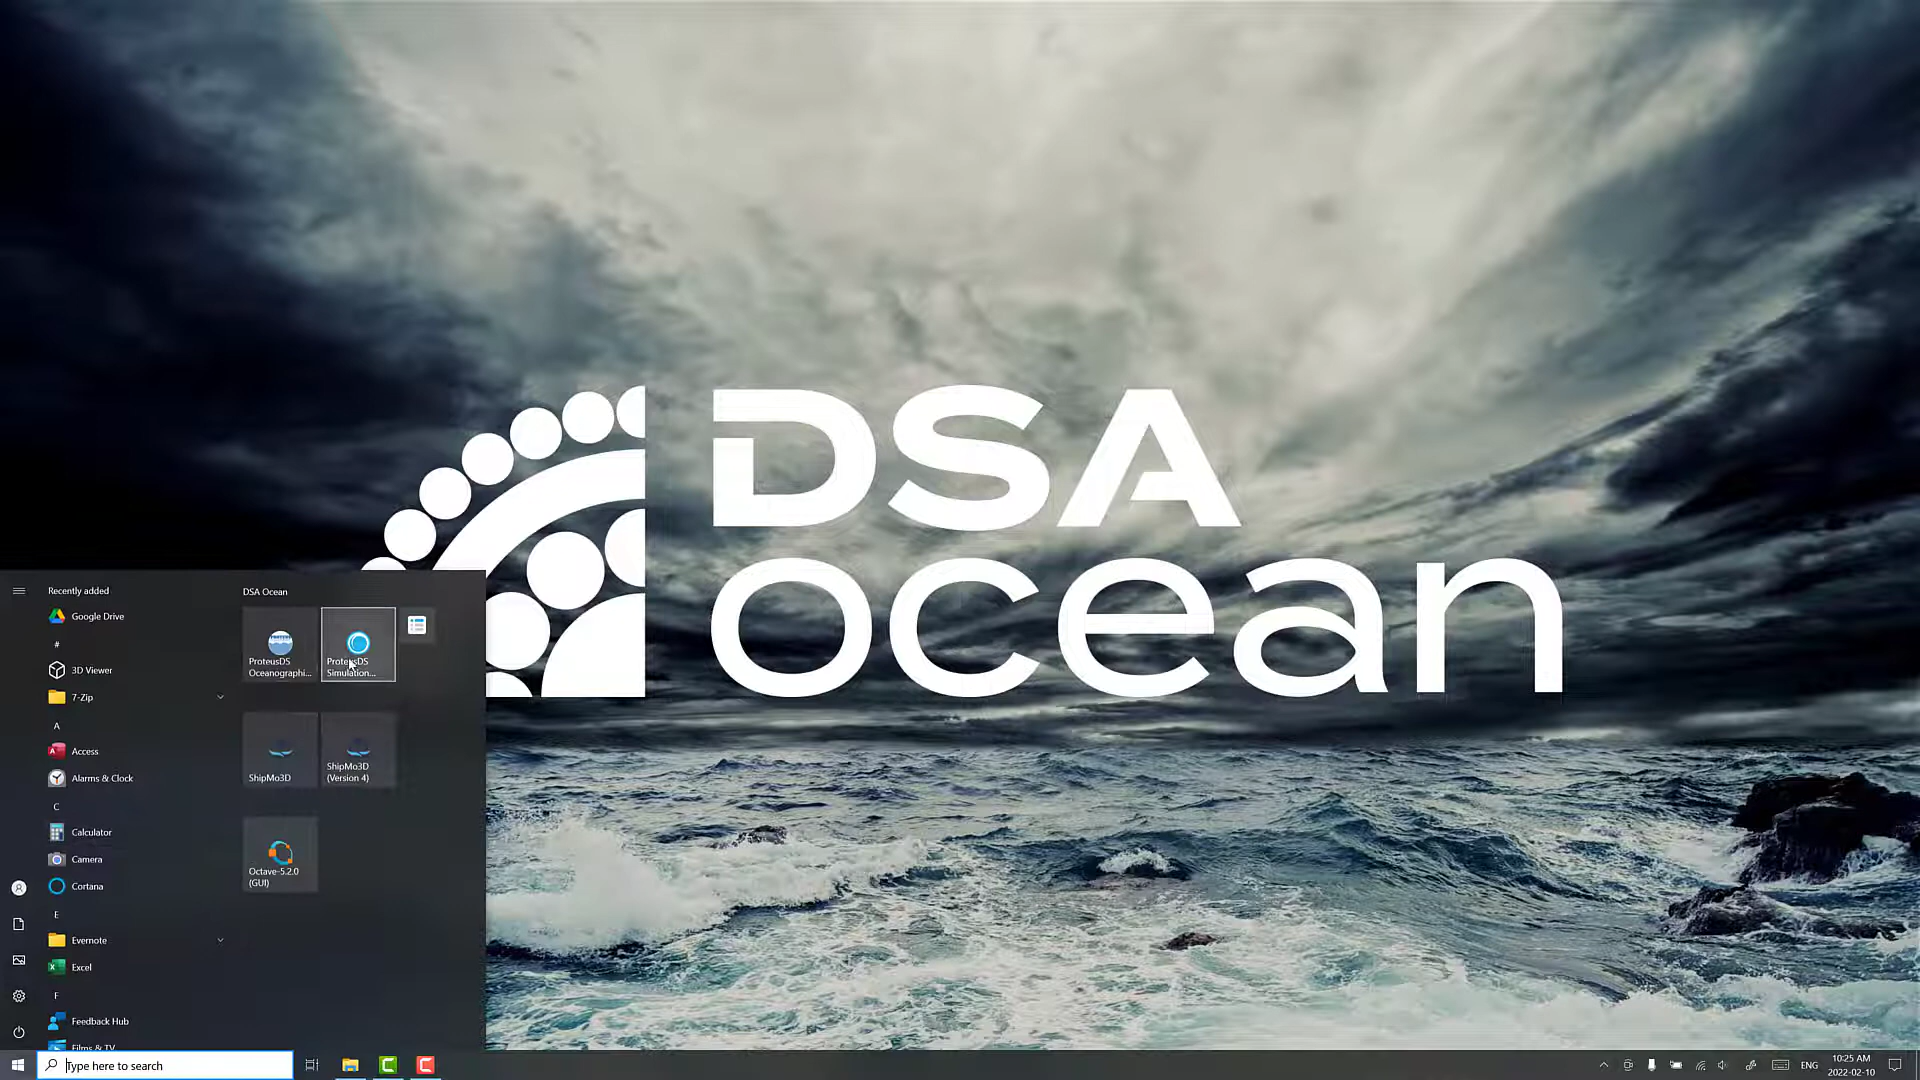 DSA
ocean
Recently added
Google Drive
#
3D Viewer
7-Zip
A
Access
Alarms & Clock
C
Calculator
Camera
Cortana
E
Evernote
Excel
F
Feedback Hub
Films & TV
DSA Ocean
ProteusDS
Oceanographi...
ProteusDS
Simulation...
ShipMo3D
ShipMo3D
(Version 4)
Octave-5.2.0
(GUI)
Type here to search
ENG
10:25 AM
2022-02-10